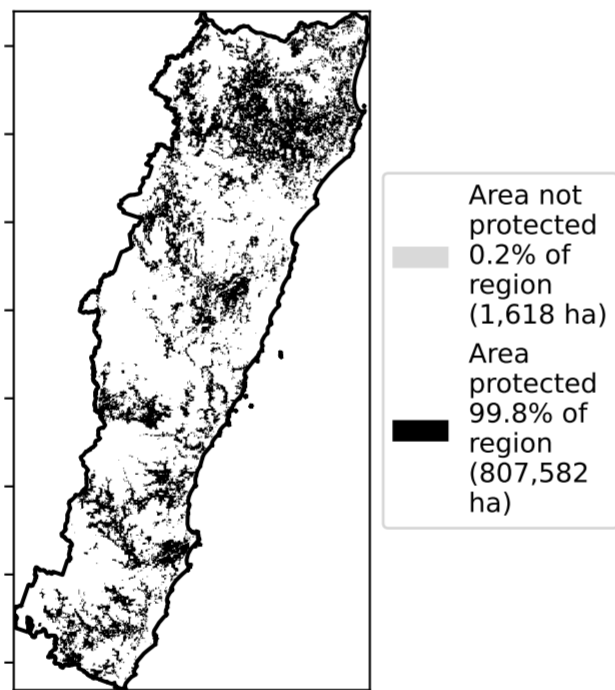 Area not
protected
0.2% of
region
(1,618 ha)
Area
protected
99.8% of
region
(807,582
ha)